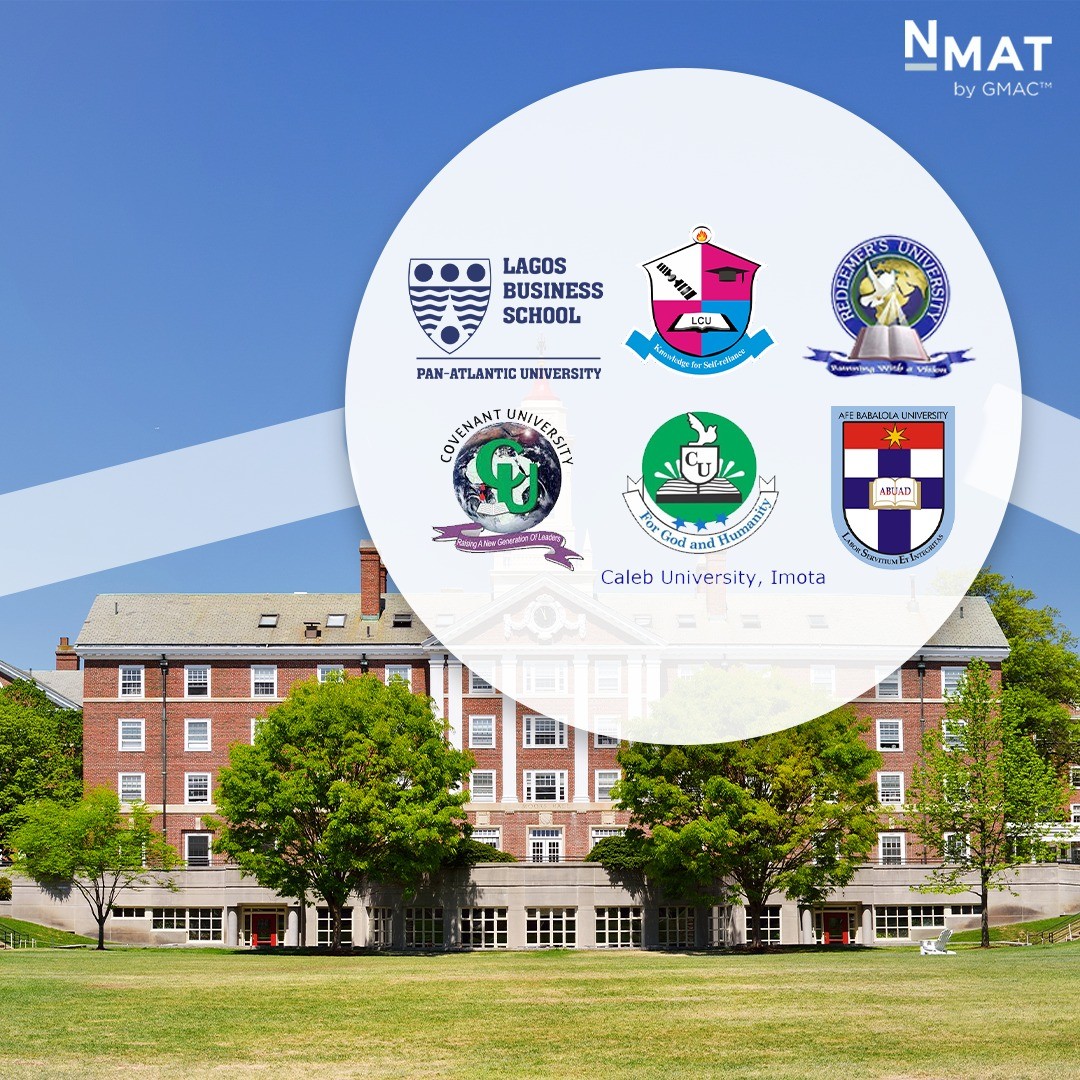 NMAT
by GMAC™
LAGOS
BUSINESS
SCHOOL
PAN-ATLANTIC UNIVERSITY
LCU
Knowledge for Self-reliance
REDEEMER'S UNIVERSITY
Running With a Vision
COVENANT UNIVERSITY
CU
Raising A New Generation Of Leaders
CU
For God and Humanity
Caleb University, Imota
AFE BABALOLA UNIVERSITY
ABUAD
LABOR SERVITIUM ET INTEGRITAS